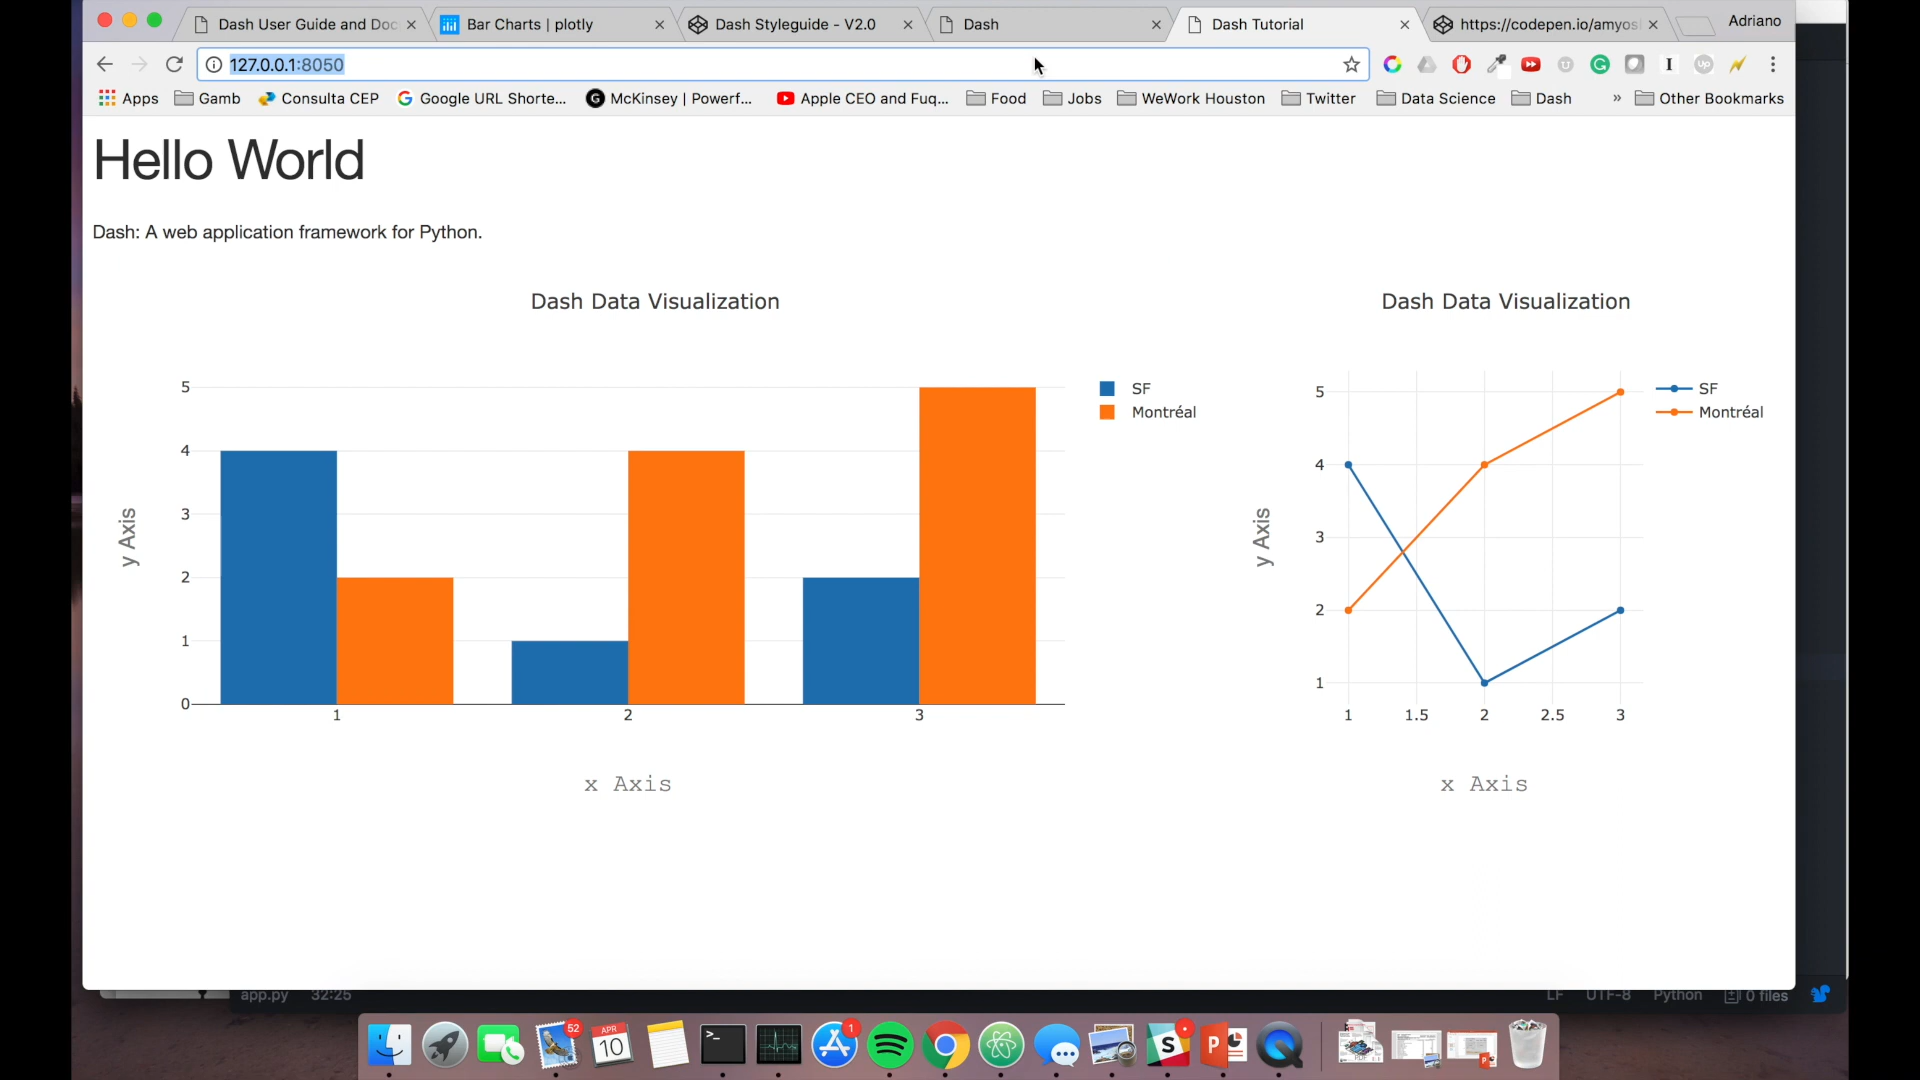 Dash User Guide and Doc
Bar Charts | plotly
Dash Styleguide - V2.0
Dash
Dash Tutorial
https://codepen.io/amyos
Adriano
127.0.0.1:8050
Apps
Gamb
Consulta CEP
Google URL Shorte...
McKinsey | Powerf...
Apple CEO and Fuq...
Food
Jobs
WeWork Houston
Twitter
Data Science
Dash
»
Other Bookmarks
Hello World
Dash: A web application framework for Python.
Dash Data Visualization
5
4
3
2
1
0
y Axis
1
2
3
x Axis
SF
Montréal
Dash Data Visualization
5
4
3
2
1
y Axis
1
1.5
2
2.5
3
x Axis
SF
Montréal
app.py
32:25
LF
UTF-8
Python
0 files
52
APR
10
1